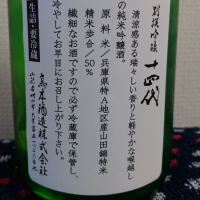 別撰吟醸 十四代
清涼感ある瑞々しい香りと軽やかな喉越し
の純米吟醸酒。
原料米/兵庫県特A地区産山田錦特米
精米歩合/50%
繊細なお酒ですので必ず冷蔵庫で保管し、
冷やしてお早目にお召し上がり下さい。
生詰・要冷蔵
高木酒造株式会社